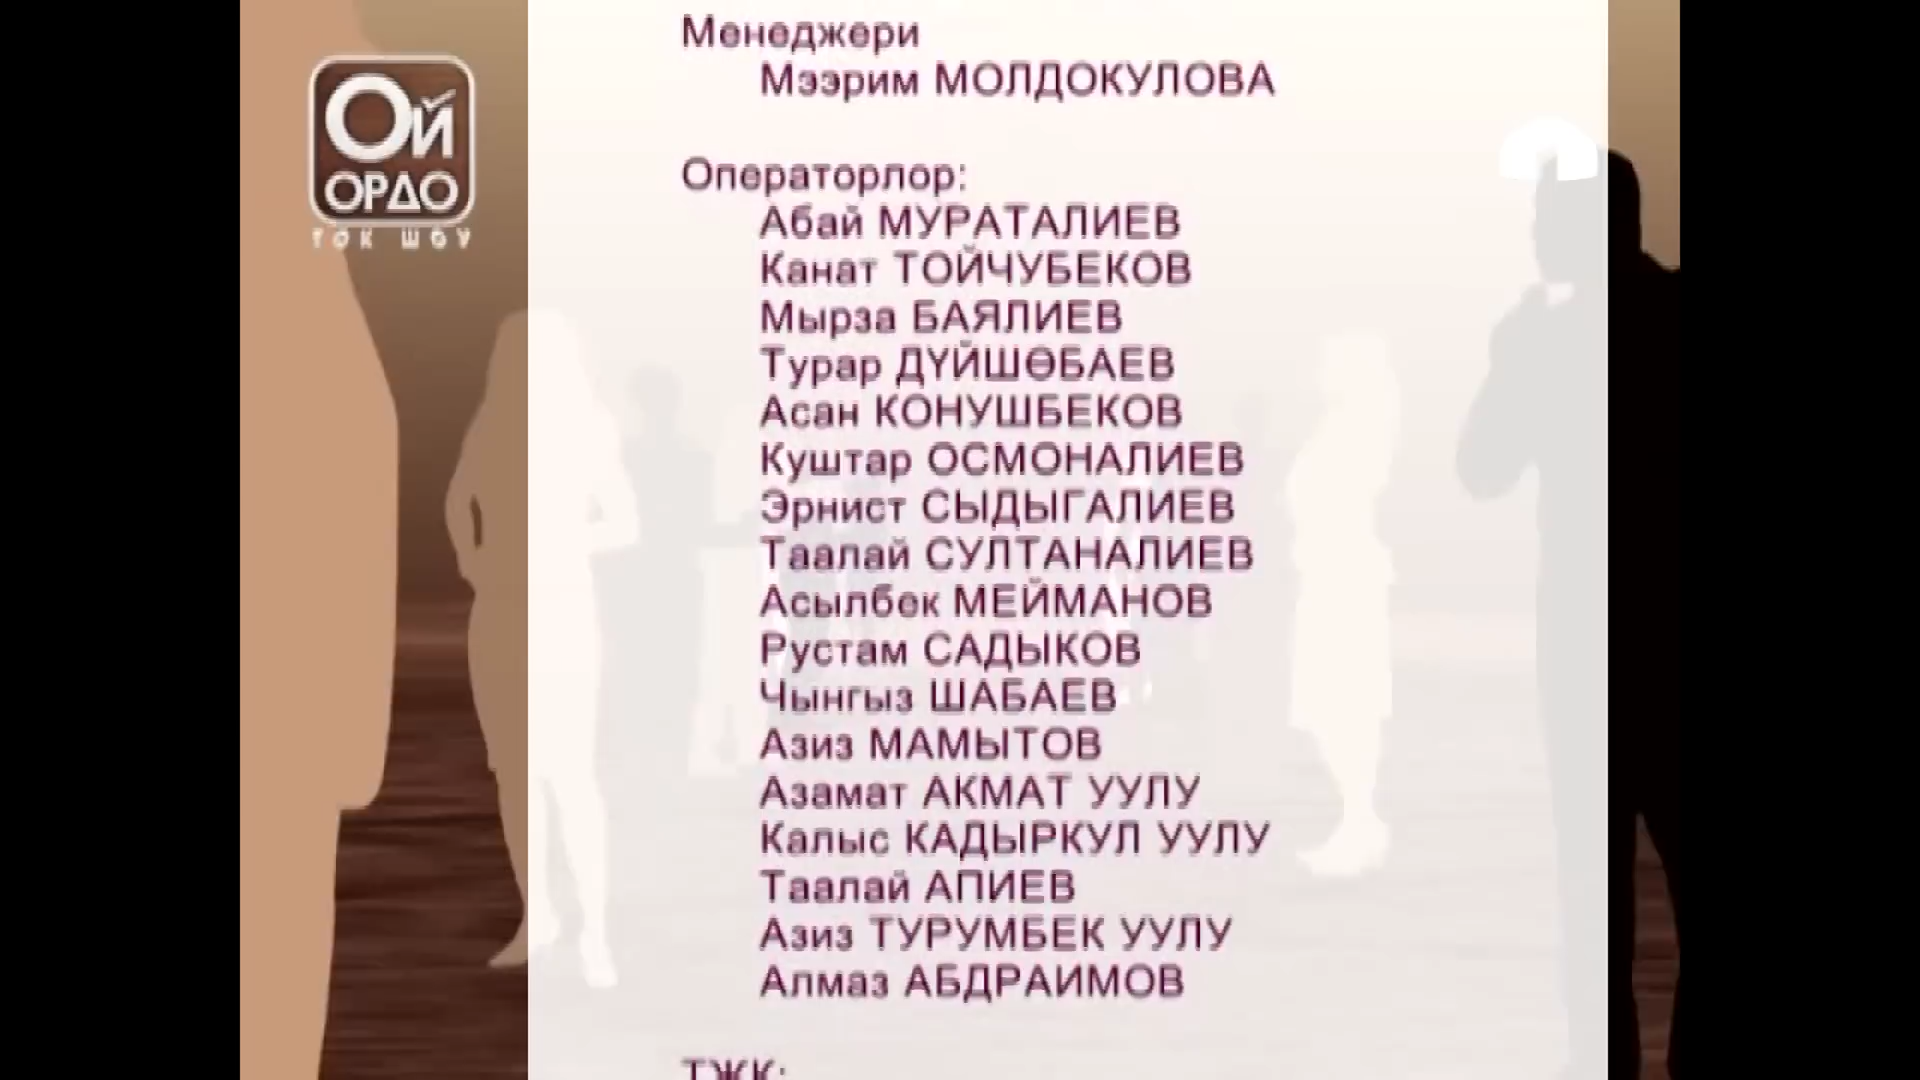 Менеджери
Мээрим МОЛДОКУЛОВА
Ой
ОРДО
ТОК ШОУ
Операторлор:
Абай МУРАТАЛИЕВ
Канат ТОЙЧУБЕКОВ
Мырза БАЯЛИЕВ
Турар ДҮЙШӨБАЕВ
Асан КОНУШБЕКОВ
Куштар ОСМОНАЛИЕВ
Эрнист СЫДЫГАЛИЕВ
Таалай СУЛТАНАЛИЕВ
Асылбек МЕЙМАНОВ
Рустам САДЫКОВ
Чынгыз ШАБАЕВ
Азиз МАМЫТОВ
Азамат АКМАТ УУЛУ
Калыс КАДЫРКУЛ УУЛУ
Таалай АПИЕВ
Азиз ТУРУМБЕК УУЛУ
Алмаз АБДРАИМОВ
ТЖК: